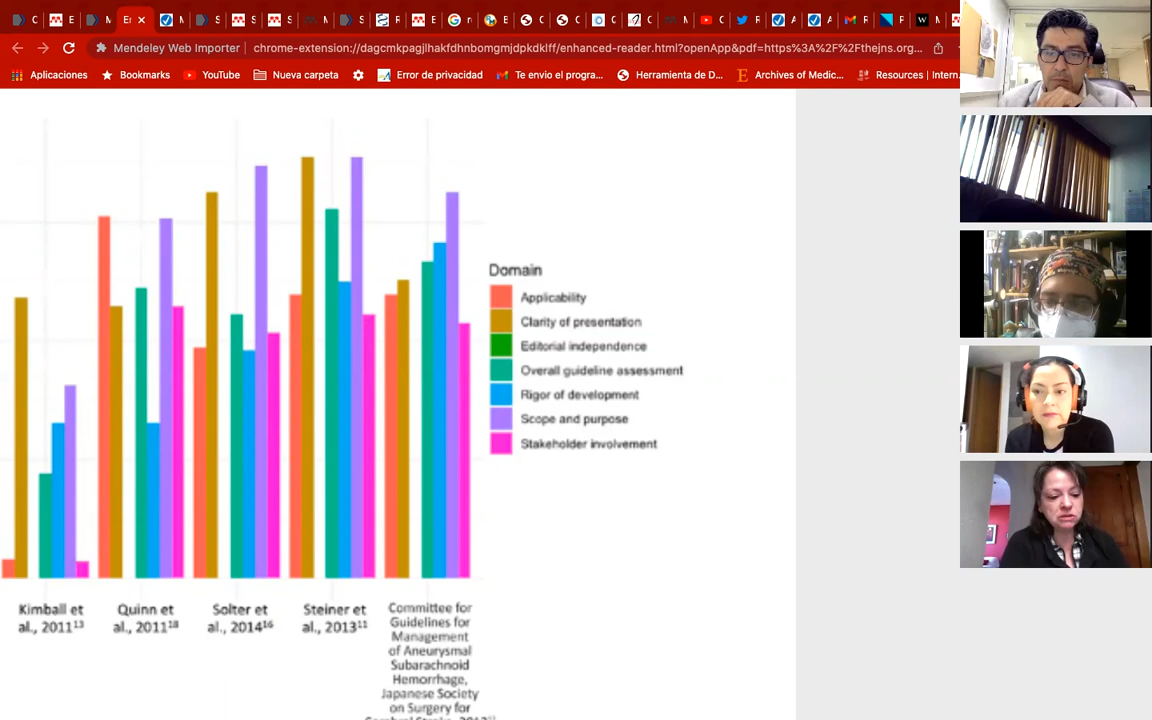 Mendeley Web Importer
chrome-extension://dagcmkpagjlhakfdhnbomgmjdpkdklff/enhanced-reader.html?openApp&pdf=https%3A%2F%2Fthejns.org...
Aplicaciones
Bookmarks
YouTube
Nueva carpeta
Error de privacidad
Te envio el progra...
Herramienta de D...
Archives of Medic...
Resources | Intern...
Domain
Applicability
Clarity of presentation
Editorial independence
Overall guideline assessment
Rigor of development
Scope and purpose
Stakeholder involvement
Kimball et
al., 2011¹³
Quinn et
al., 2011¹⁸
Solter et
al., 2014¹⁶
Steiner et
al., 2013¹¹
Committee for
Guidelines for
Management
of Aneurysmal
Subarachnoid
Hemorrhage,
Japanese Society
on Surgery for